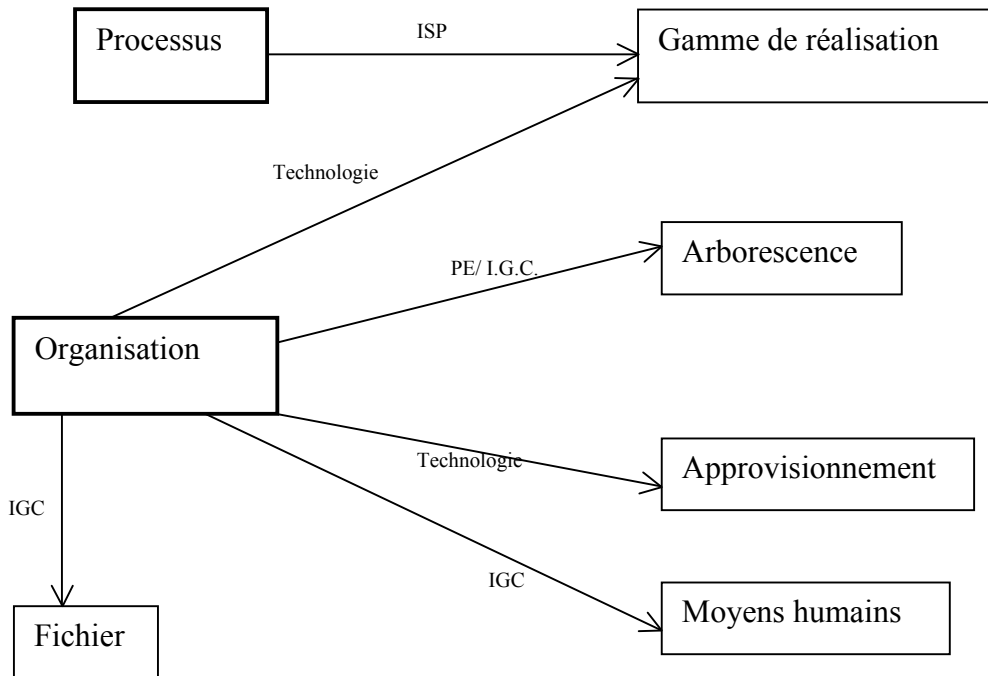 Processus
ISP
Gamme de réalisation
Technologie
Arborescence
PE/ I.G.C.
Organisation
Technologie
Approvisionnement
IGC
IGC
Moyens humains
Fichier